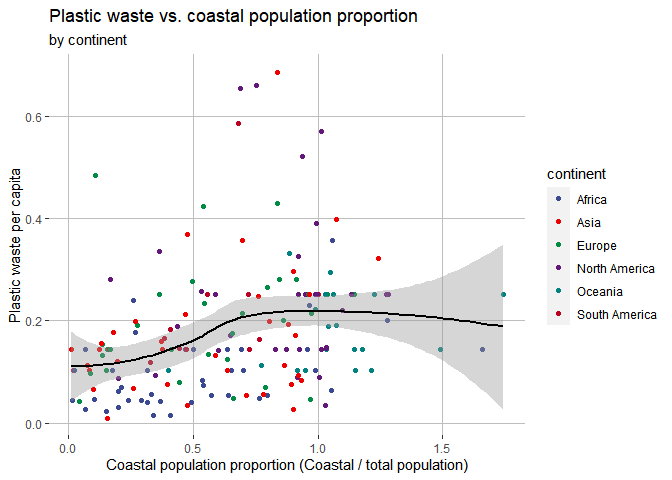 Plastic waste vs. coastal population proportion
by continent
Plastic waste per capita
0.6
0.4
0.2
0.0
0.0 0.5 1.0 1.5
Coastal population proportion (Coastal / total population)
continent
Africa
Asia
Europe
North America
Oceania
South America